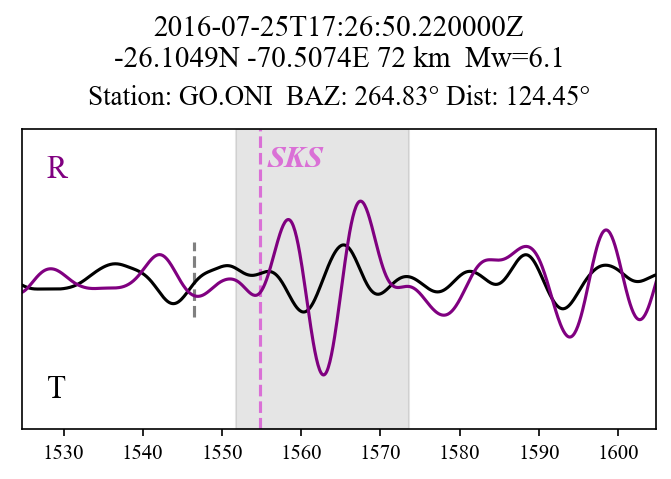 2016-07-25T17:26:50.220000Z
-26.1049N -70.5074E 72 km  Mw=6.1
Station: GO.ONI  BAZ: 264.83° Dist: 124.45°
R
SKS
T
1530 1540 1550 1560 1570 1580 1590 1600